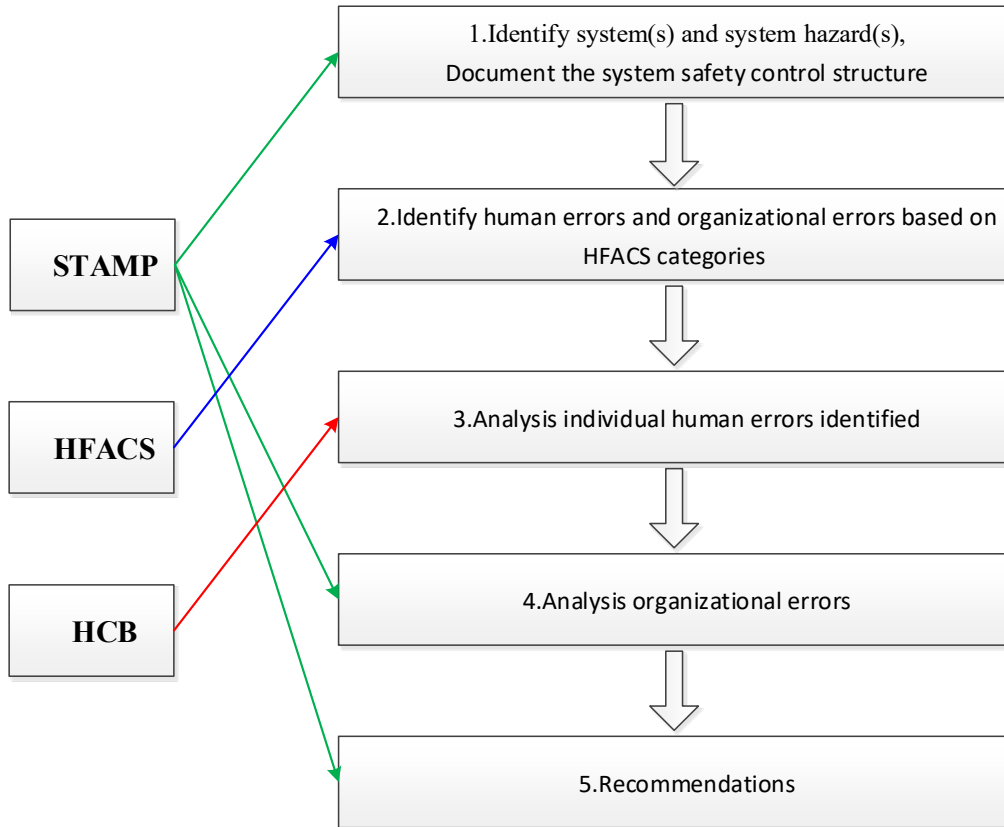 1.Identify system(s) and system hazard(s),
Document the system safety control structure
2.Identify human errors and organizational errors based on
HFACS categories
STAMP
3.Analysis individual human errors identified
HFACS
4.Analysis organizational errors
HCB
5.Recommendations